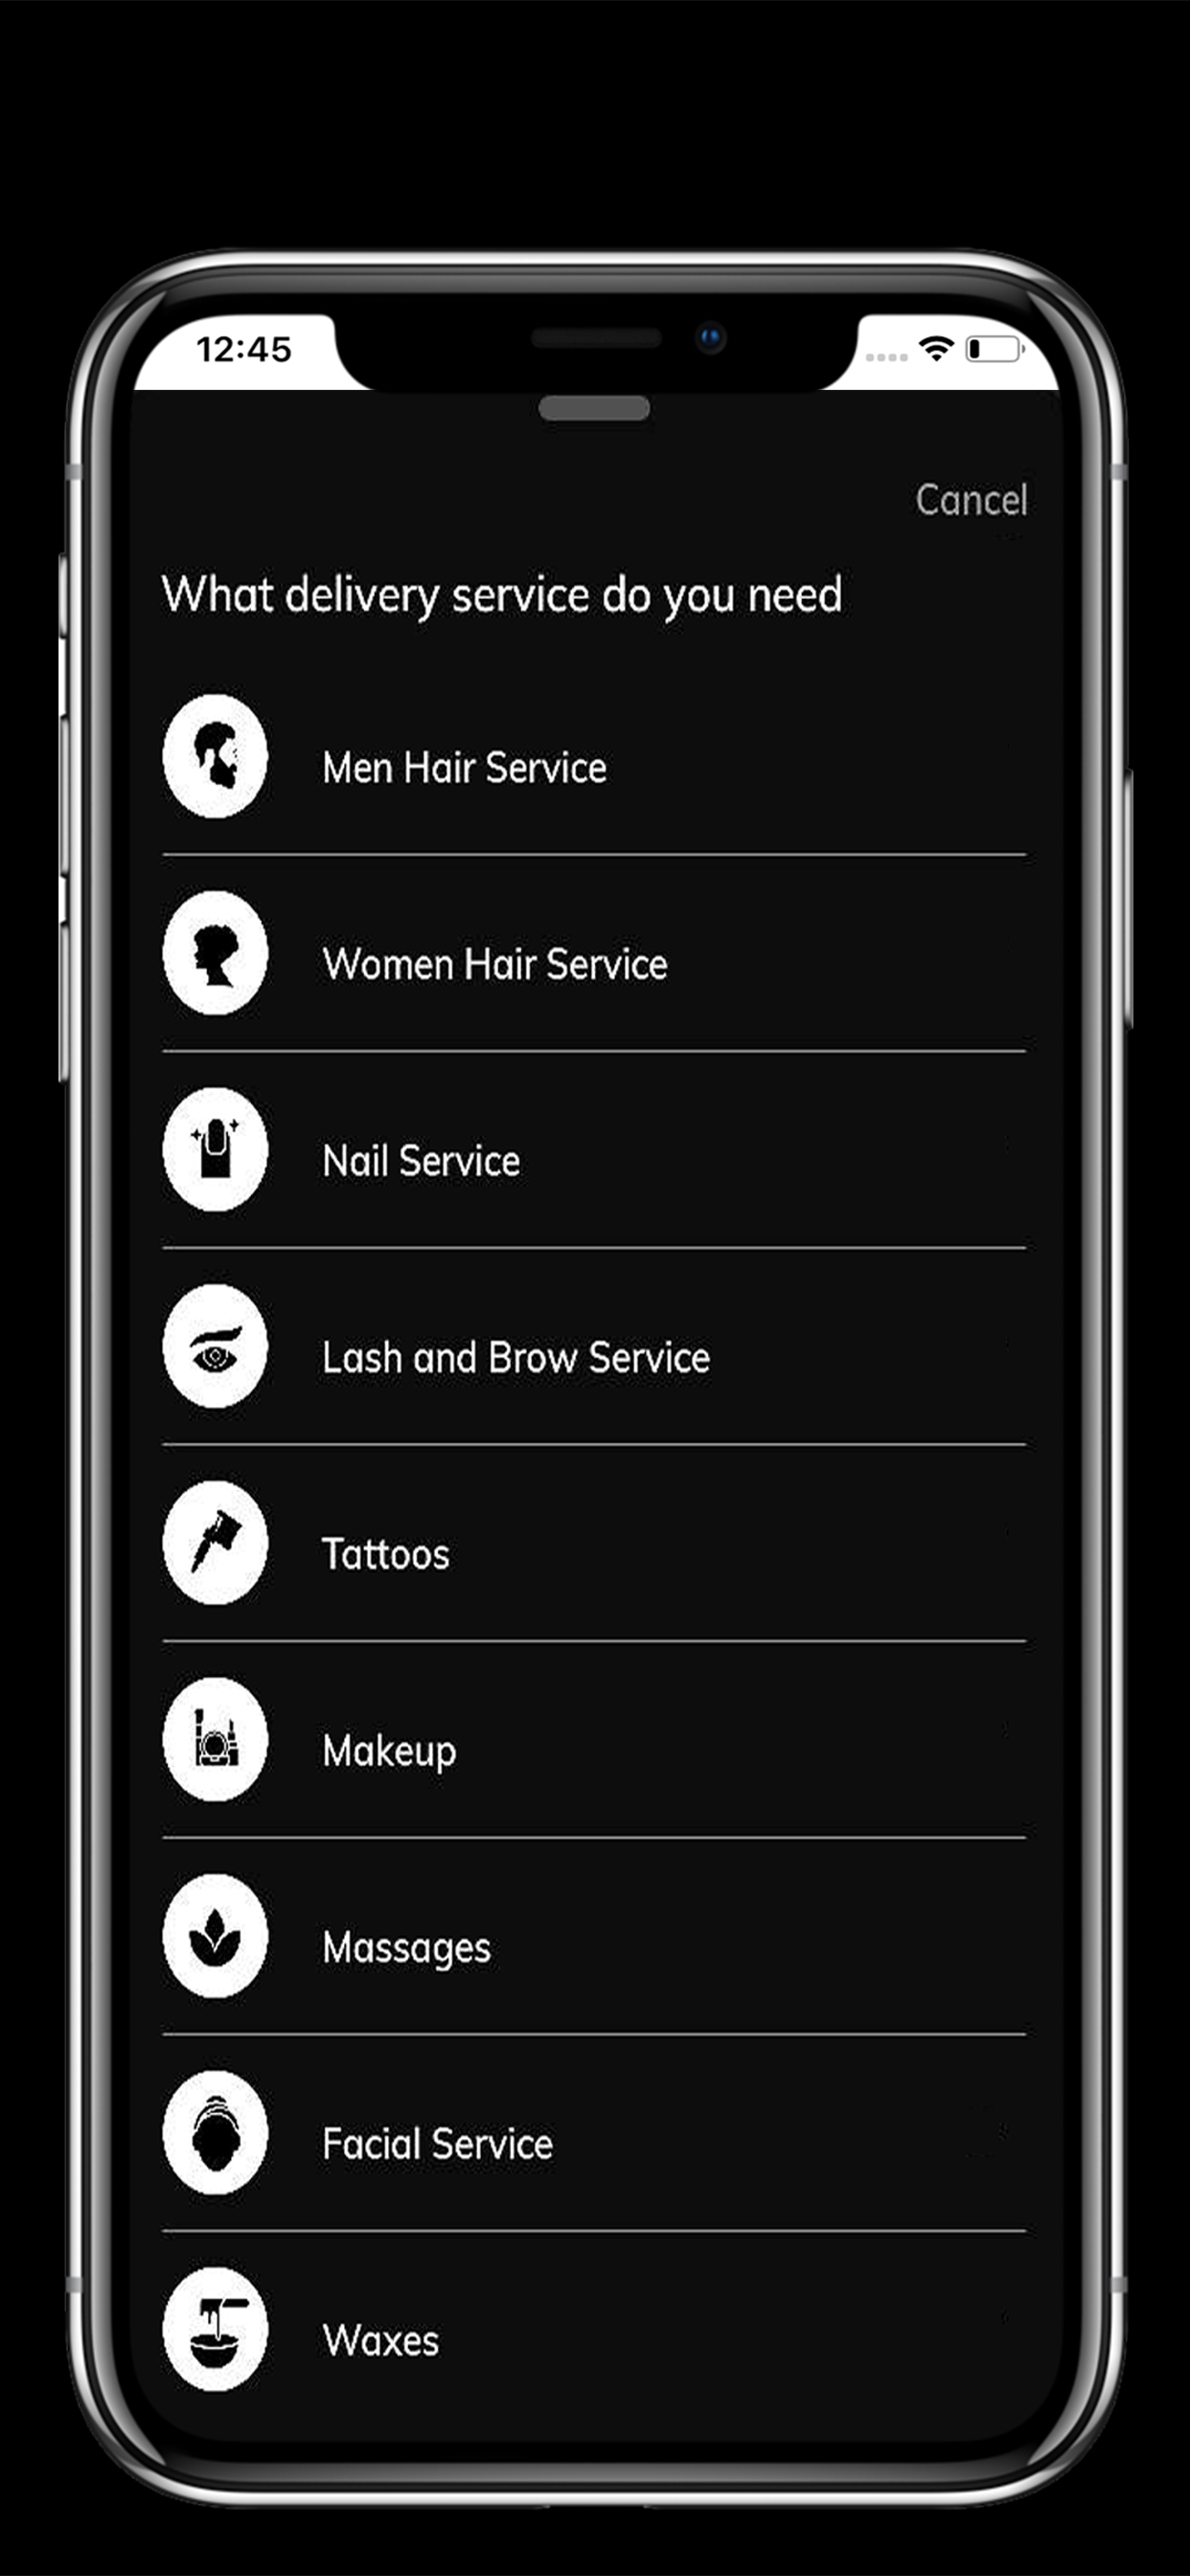 12:45
Cancel
What delivery service do you need
Men Hair Service
Women Hair Service
Nail Service
Lash and Brow Service
Tattoos
Makeup
Massages
Facial Service
Waxes